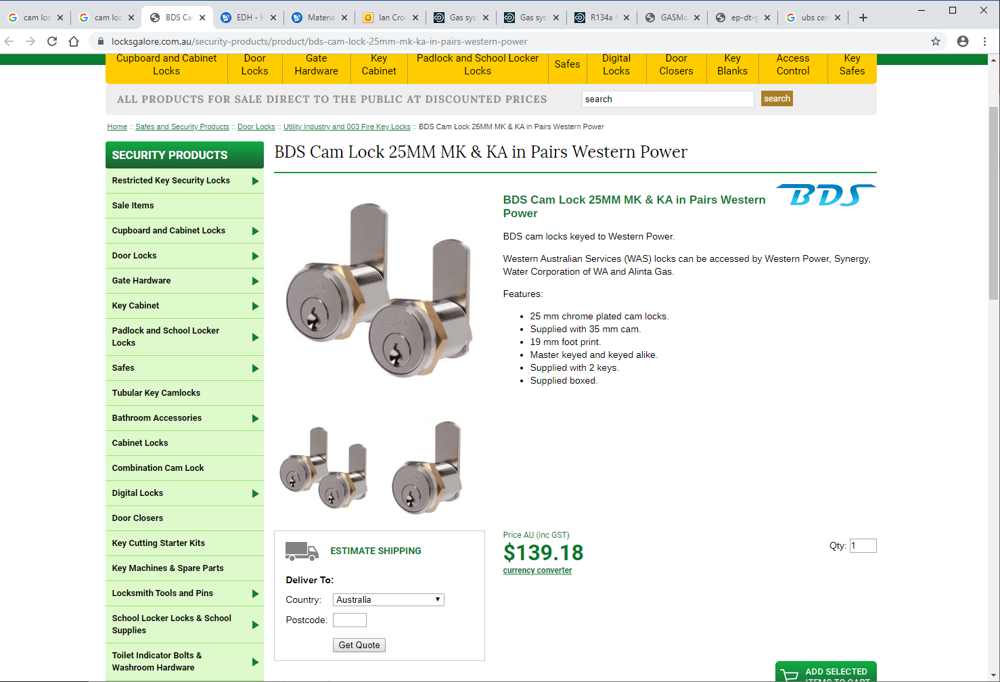 cam loc
cam loc
BDS Ca
EDH - H
Materia
Ian Crot
Gas sys
Gas sys
R134a
GASMo
ep-dt-g
ubs cer
locksgalore.com.au/security-products/product/bds-cam-lock-25mm-mk-ka-in-pairs-western-power
Cupboard and Cabinet Locks
Door Locks
Gate Hardware
Key Cabinet
Padlock and School Locker Locks
Safes
Digital Locks
Door Closers
Key Blanks
Access Control
Key Safes
ALL PRODUCTS FOR SALE DIRECT TO THE PUBLIC AT DISCOUNTED PRICES
search
search
Home :: Safes and Security Products :: Door Locks :: Utility Industry and 003 Fire Key Locks :: BDS Cam Lock 25MM MK & KA in Pairs Western Power
SECURITY PRODUCTS
Restricted Key Security Locks
Sale Items
Cupboard and Cabinet Locks
Door Locks
Gate Hardware
Key Cabinet
Padlock and School Locker
Locks
Safes
Tubular Key Camlocks
Bathroom Accessories
Cabinet Locks
Combination Cam Lock
Digital Locks
Door Closers
Key Cutting Starter Kits
Key Machines & Spare Parts
Locksmith Tools and Pins
School Locker Locks & School
Supplies
Toilet Indicator Bolts &
Washroom Hardware
BDS Cam Lock 25MM MK & KA in Pairs Western Power
BDS
BDS Cam Lock 25MM MK & KA in Pairs Western
Power
BDS cam locks keyed to Western Power.
Western Australian Services (WAS) locks can be accessed by Western Power, Synergy,
Water Corporation of WA and Alinta Gas.
Features:
25 mm chrome plated cam locks.
Supplied with 35 mm cam.
19 mm foot print.
Master keyed and keyed alike.
Supplied with 2 keys.
Supplied boxed.
ESTIMATE SHIPPING
Deliver To:
Country: Australia
Postcode:
Get Quote
Price AU (inc GST)
$139.18
currency converter
Qty: 1
ADD SELECTED
ITEMS TO CART